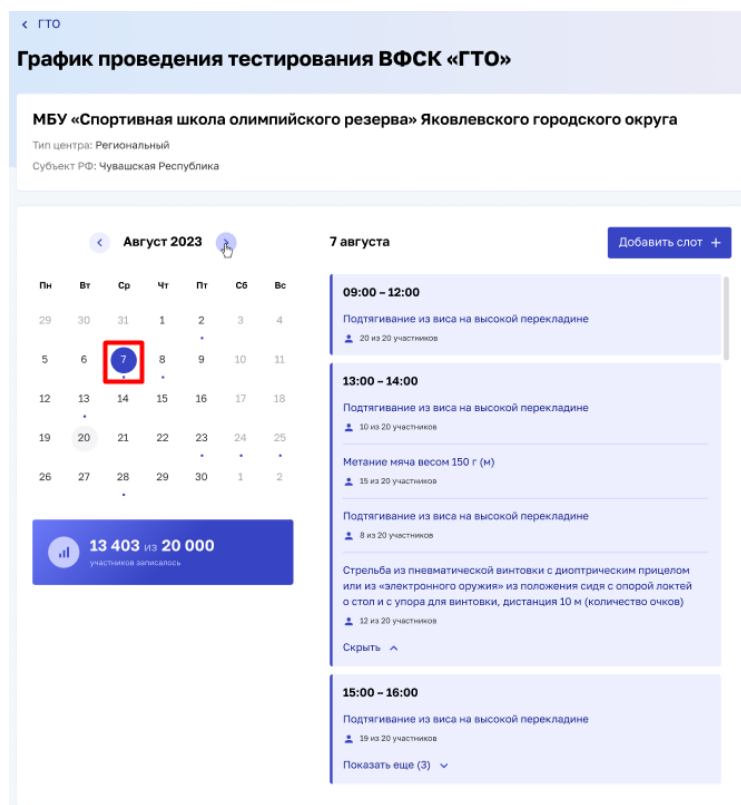 ГТО
График проведения тестирования ВФСК «ГТО»
МБУ «Спортивная школа олимпийского резерва» Яковлевского городского округа
Тип центра: Региональный
Субъект РФ: Чувашская Республика
Август 2023
Пн Вт Ср Чт Пт Сб Вс
29 30 31 1 2 3 4
5 6 7 8 9 10 11
12 13 14 15 16 17 18
19 20 21 22 23 24 25
26 27 28 29 30 1 2
13 403 из 20 000
участников записалось
7 августа
Добавить слот +
09:00 – 12:00
Подтягивание из виса на высокой перекладине
20 из 20 участников
13:00 – 14:00
Подтягивание из виса на высокой перекладине
10 из 20 участников
Метание мяча весом 150 г (м)
15 из 20 участников
Подтягивание из виса на высокой перекладине
8 из 20 участников
Стрельба из пневматической винтовки с диоптрическим прицелом
или из «электронного оружия» из положения сидя с опорой локтей
о стол и с упора для винтовки, дистанция 10 м (количество очков)
12 из 20 участников
Скрыть
15:00 – 16:00
Подтягивание из виса на высокой перекладине
19 из 20 участников
Показать еще (3)